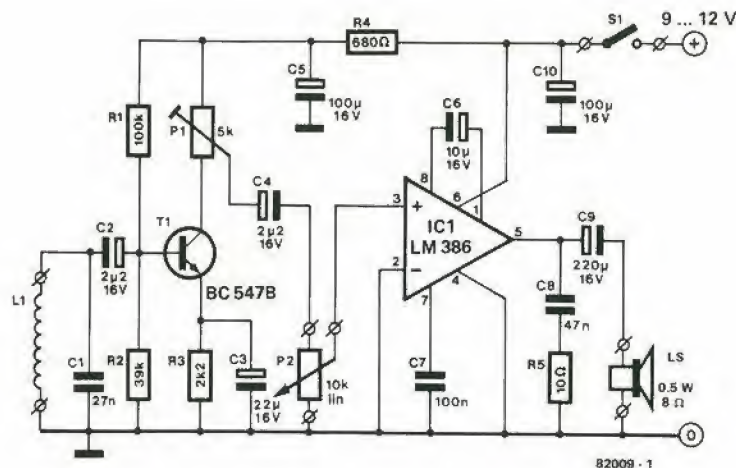 R4
680Ω
S1
9 ... 12 V
+
C5
100µ
16V
C10
100µ
16V
R1
100k
P1
5k
C6
10µ
16V
C4
2µ2
16V
8
6
1
3
+
IC1
LM 386
5
C9
220µ
16V
2
−
7
4
C2
2µ2
16V
T1
BC 547B
L1
C1
27n
R2
39k
R3
2k2
C3
22µ
16V
P2
10k
lin
C7
100n
C8
47n
R5
10Ω
LS
0.5 W
8 Ω
0
82009 - 1